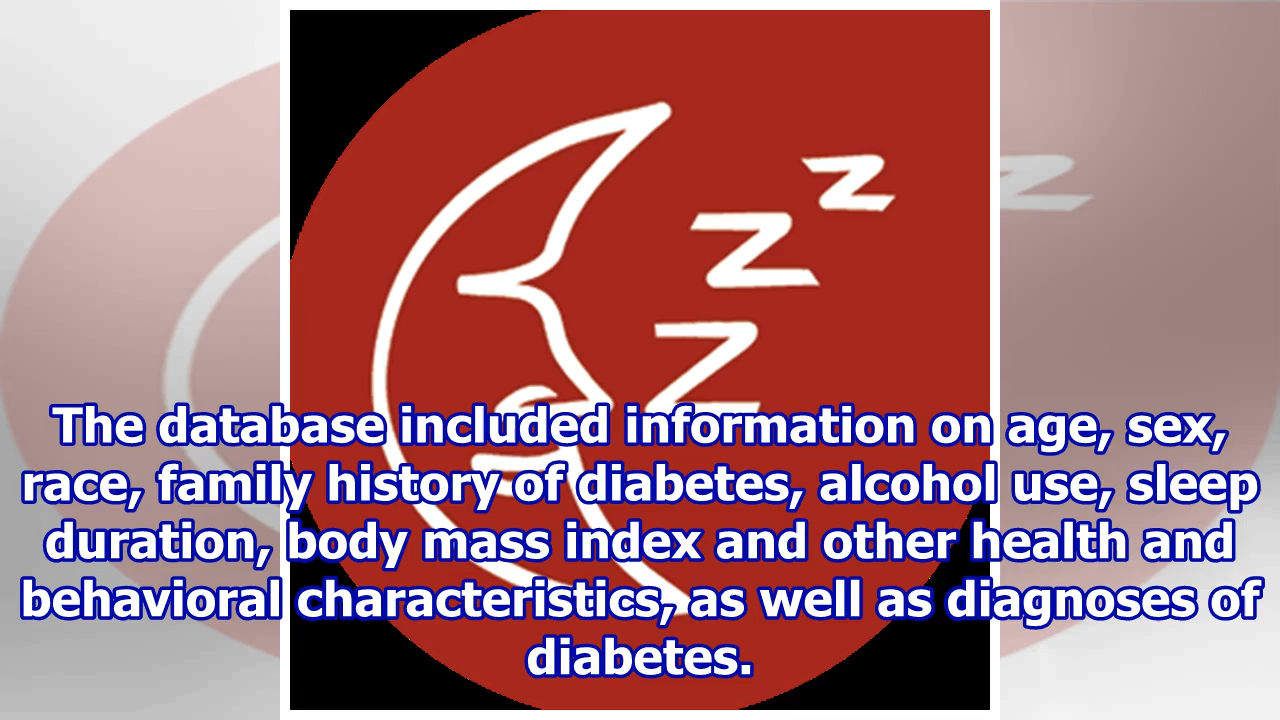 z
z
z
The database included information on age, sex,
race, family history of diabetes, alcohol use, sleep
duration, body mass index and other health and
behavioral characteristics, as well as diagnoses of
diabetes.